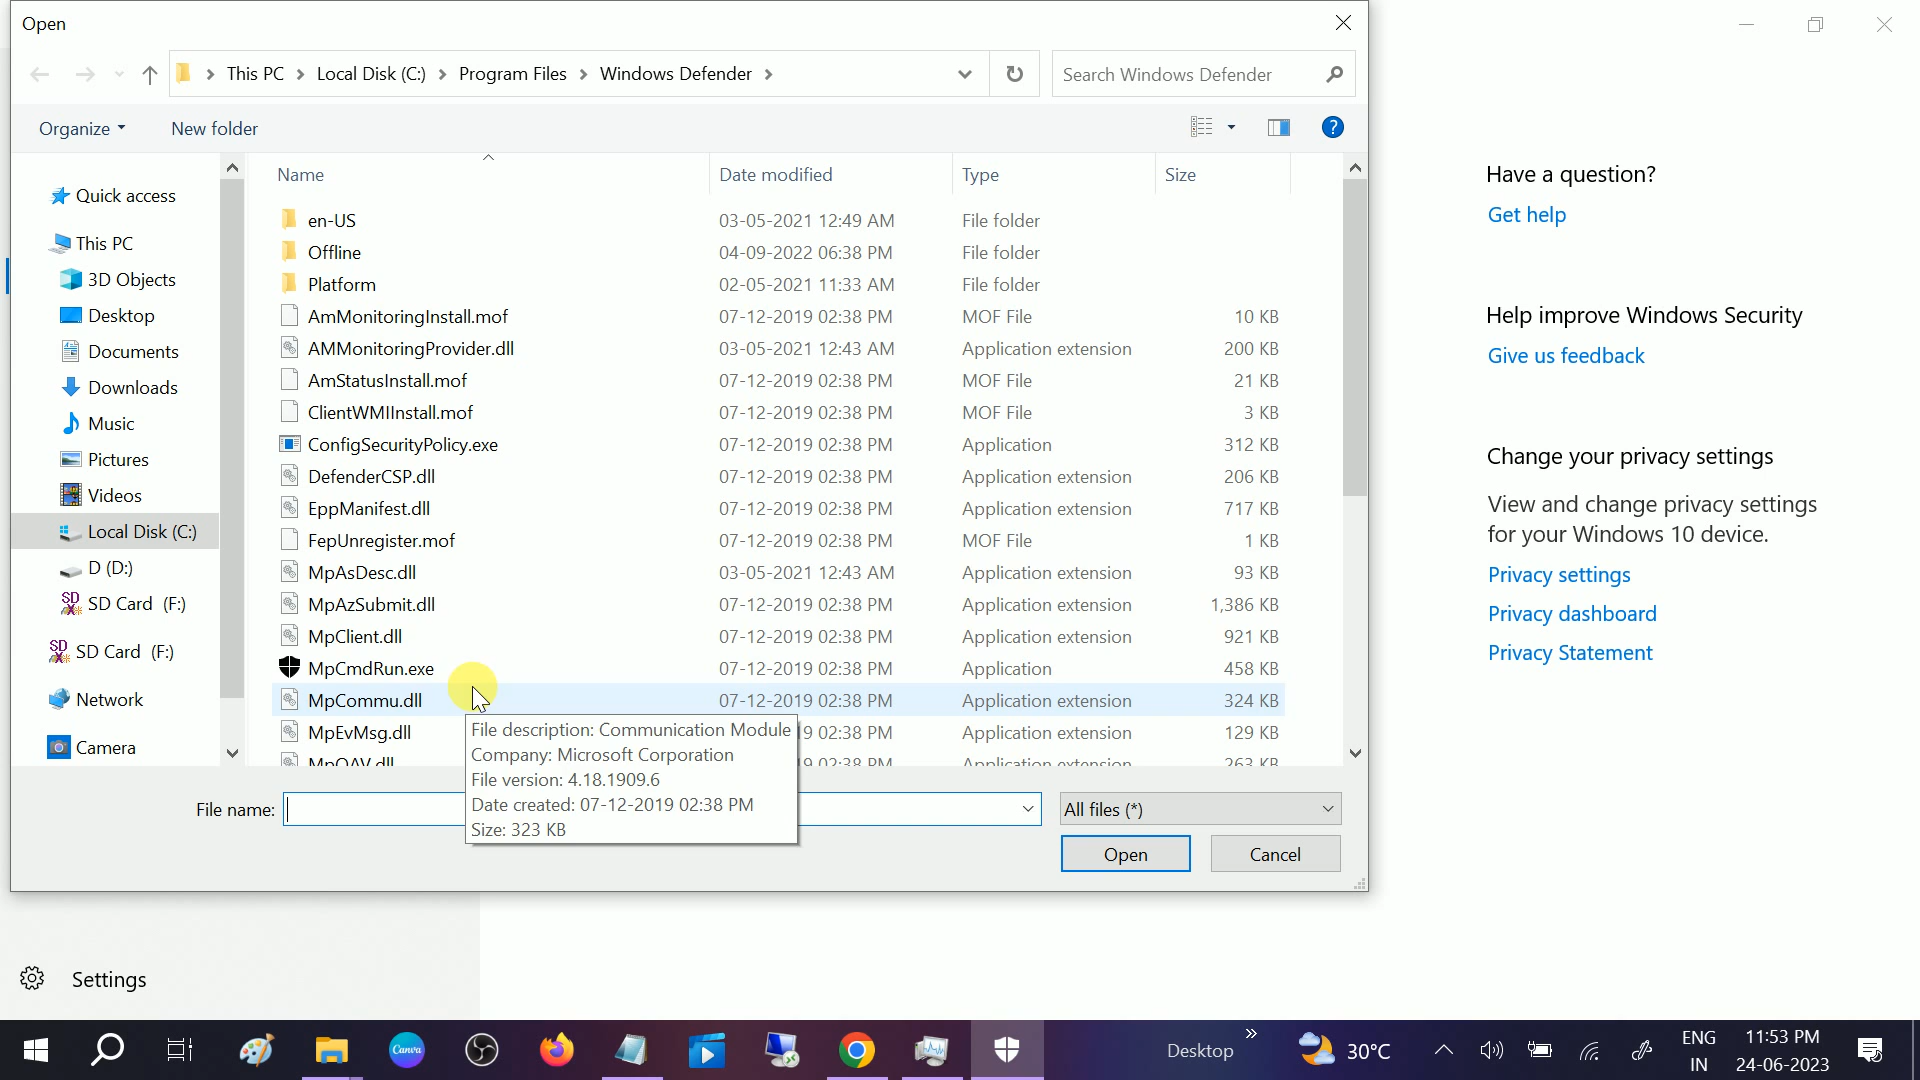 Open
This PC > Local Disk (C:) > Program Files > Windows Defender >
Search Windows Defender
Organize
New folder
Name
Date modified
Type
Size
Quick access
This PC
3D Objects
Desktop
Documents
Downloads
Music
Pictures
Videos
Local Disk (C:)
D (D:)
SD Card (F:)
SD Card (F:)
Network
Camera
en-US 03-05-2021 12:49 AM File folder
Offline 04-09-2022 06:38 PM File folder
Platform 02-05-2021 11:33 AM File folder
AmMonitoringInstall.mof 07-12-2019 02:38 PM MOF File 10 KB
AMMonitoringProvider.dll 03-05-2021 12:43 AM Application extension 200 KB
AmStatusInstall.mof 07-12-2019 02:38 PM MOF File 21 KB
ClientWMIInstall.mof 07-12-2019 02:38 PM MOF File 3 KB
ConfigSecurityPolicy.exe 07-12-2019 02:38 PM Application 312 KB
DefenderCSP.dll 07-12-2019 02:38 PM Application extension 206 KB
EppManifest.dll 07-12-2019 02:38 PM Application extension 717 KB
FepUnregister.mof 07-12-2019 02:38 PM MOF File 1 KB
MpAsDesc.dll 03-05-2021 12:43 AM Application extension 93 KB
MpAzSubmit.dll 07-12-2019 02:38 PM Application extension 1,386 KB
MpClient.dll 07-12-2019 02:38 PM Application extension 921 KB
MpCmdRun.exe 07-12-2019 02:38 PM Application 458 KB
MpCommu.dll 07-12-2019 02:38 PM Application extension 324 KB
MpEvMsg.dll 19 02:38 PM Application extension 129 KB
MpOAV.dll 19 02:38 PM Application extension 263 KB
File description: Communication Module
Company: Microsoft Corporation
File version: 4.18.1909.6
Date created: 07-12-2019 02:38 PM
Size: 323 KB
File name:
All files (*)
Open
Cancel
Have a question?
Get help
Help improve Windows Security
Give us feedback
Change your privacy settings
View and change privacy settings
for your Windows 10 device.
Privacy settings
Privacy dashboard
Privacy Statement
Settings
Canva
Desktop
30°C
ENG
IN
11:53 PM
24-06-2023